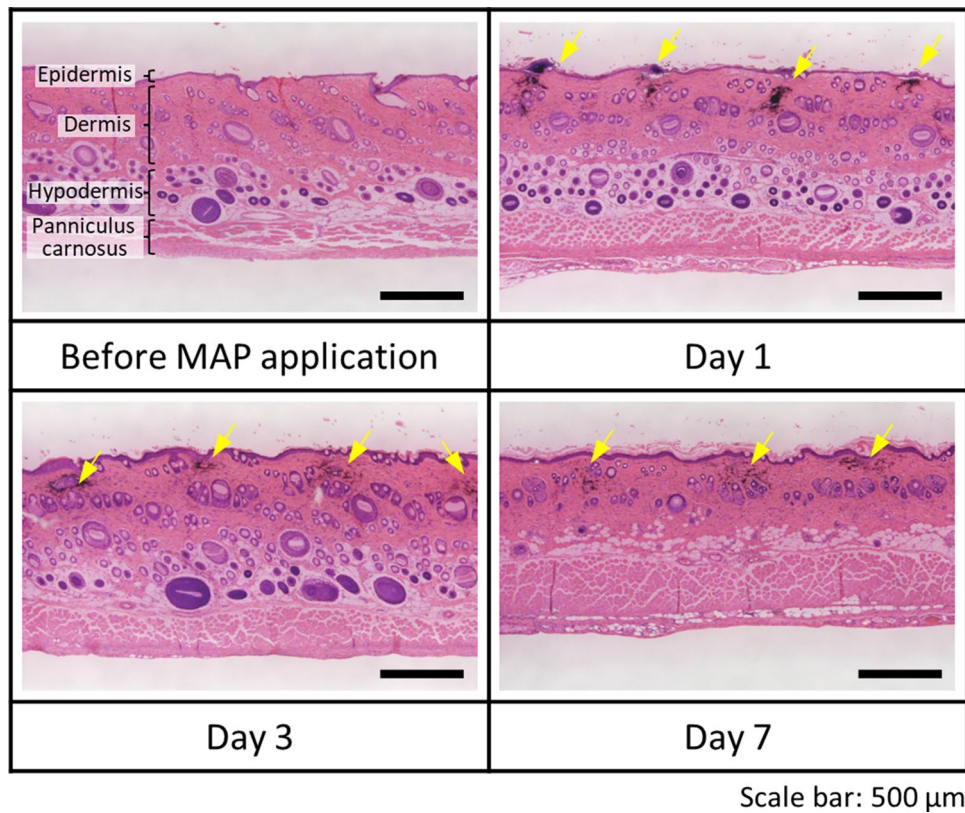 Epidermis
Dermis
Hypodermis
Panniculus
carnosus
Before MAP application
Day 1
Day 3
Day 7
Scale bar: 500 µm